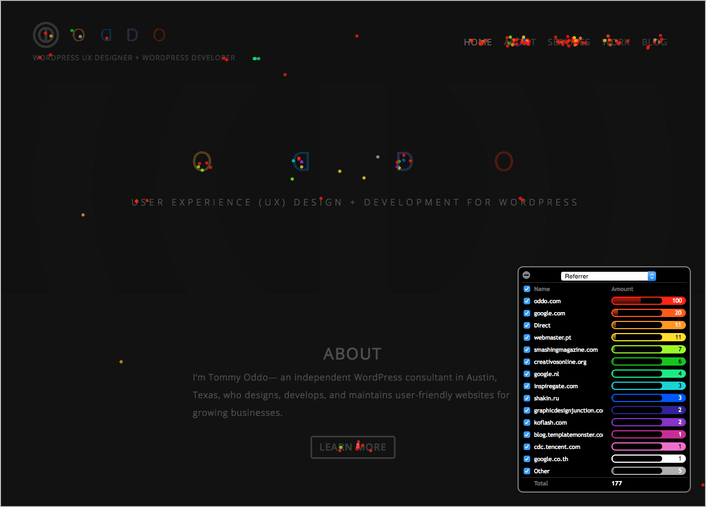 O D D O
HOME ABOUT SERVICES LEARN BLOG
WORDPRESS UX DESIGNER + WORDPRESS DEVELOPER
O D D O
USER EXPERIENCE (UX) DESIGN + DEVELOPMENT FOR WORDPRESS
ABOUT
I'm Tommy Oddo— an independent WordPress consultant in Austin,
Texas, who designs, develops, and maintains user-friendly websites for
growing businesses.
LEARN MORE
Referrer
Name Amount
oddo.com 100
google.com 20
Direct 11
webmaster.pt 11
smashingmagazine.com 7
creativosonline.org 6
google.nl 4
inspiregate.com 3
shakin.ru 3
graphicdesignjunction.co 2
koflash.com 2
blog.templatemonster.co 1
cdc.tencent.com 1
google.co.th 1
Other 5
Total 177